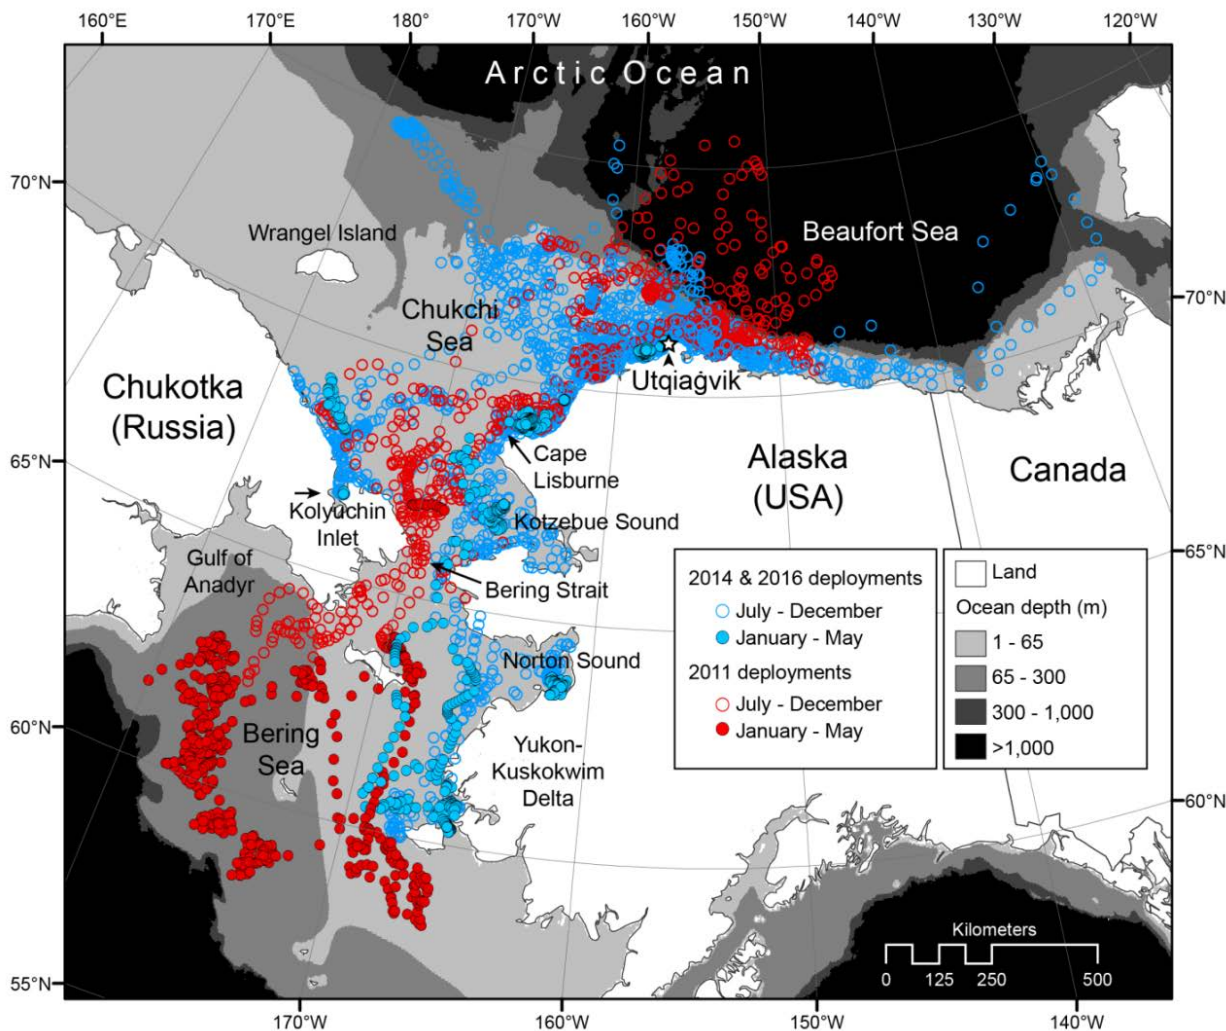 160°E 170°E 180° 170°W 160°W 150°W 140°W 130°W 120°W
Arctic Ocean
70°N
Wrangel Island
Beaufort Sea
70°N
Chukchi
Sea
Utqiaġvik
Chukotka
(Russia)
Cape
Lisburne
Alaska
(USA)
Canada
65°N
Kolyuchin
Inlet
Kotzebue Sound
Gulf of
Anadyr
65°N
Bering Strait
Norton Sound
60°N
Bering
Sea
Yukon-
Kuskokwim
Delta
2014 & 2016 deployments
July - December
January - May
2011 deployments
July - December
January - May
Land
Ocean depth (m)
1 - 65
65 - 300
300 - 1,000
>1,000
60°N
Kilometers
0 125 250 500
55°N
170°W 160°W 150°W 140°W